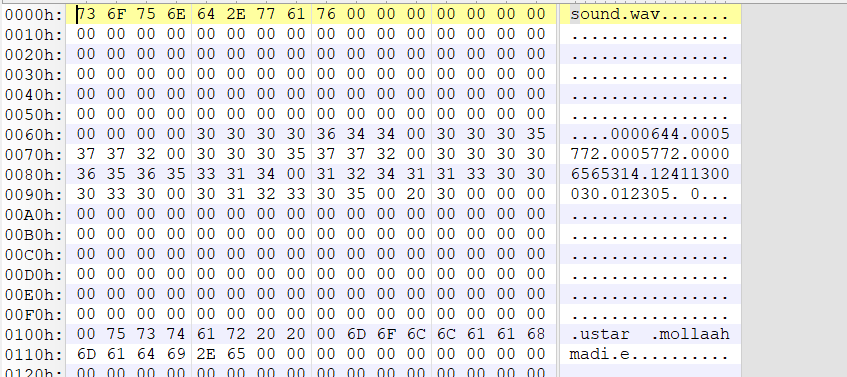 0000h: 73 6F 75 6E 64 2E 77 61 76 00 00 00 00 00 00 00 sound.wav.......
0010h: 00 00 00 00 00 00 00 00 00 00 00 00 00 00 00 00 ................
0020h: 00 00 00 00 00 00 00 00 00 00 00 00 00 00 00 00 ................
0030h: 00 00 00 00 00 00 00 00 00 00 00 00 00 00 00 00 ................
0040h: 00 00 00 00 00 00 00 00 00 00 00 00 00 00 00 00 ................
0050h: 00 00 00 00 00 00 00 00 00 00 00 00 00 00 00 00 ................
0060h: 00 00 00 00 30 30 30 30 36 34 34 00 30 30 30 35 ....0000644.0005
0070h: 37 37 32 00 30 30 30 35 37 37 32 00 30 30 30 30 772.0005772.0000
0080h: 36 35 36 35 33 31 34 00 31 32 34 31 31 33 30 30 6565314.12411300
0090h: 30 33 30 00 30 31 32 33 30 35 00 20 30 00 00 00 030.012305. 0...
00A0h: 00 00 00 00 00 00 00 00 00 00 00 00 00 00 00 00 ................
00B0h: 00 00 00 00 00 00 00 00 00 00 00 00 00 00 00 00 ................
00C0h: 00 00 00 00 00 00 00 00 00 00 00 00 00 00 00 00 ................
00D0h: 00 00 00 00 00 00 00 00 00 00 00 00 00 00 00 00 ................
00E0h: 00 00 00 00 00 00 00 00 00 00 00 00 00 00 00 00 ................
00F0h: 00 00 00 00 00 00 00 00 00 00 00 00 00 00 00 00 ................
0100h: 00 75 73 74 61 72 20 20 00 6D 6F 6C 6C 61 61 68 .ustar  .mollaah
0110h: 6D 61 64 69 2E 65 00 00 00 00 00 00 00 00 00 00 madi.e..........
0120h: 00 00 00 00 00 00 00 00 00 00 00 00 00 00 00 00